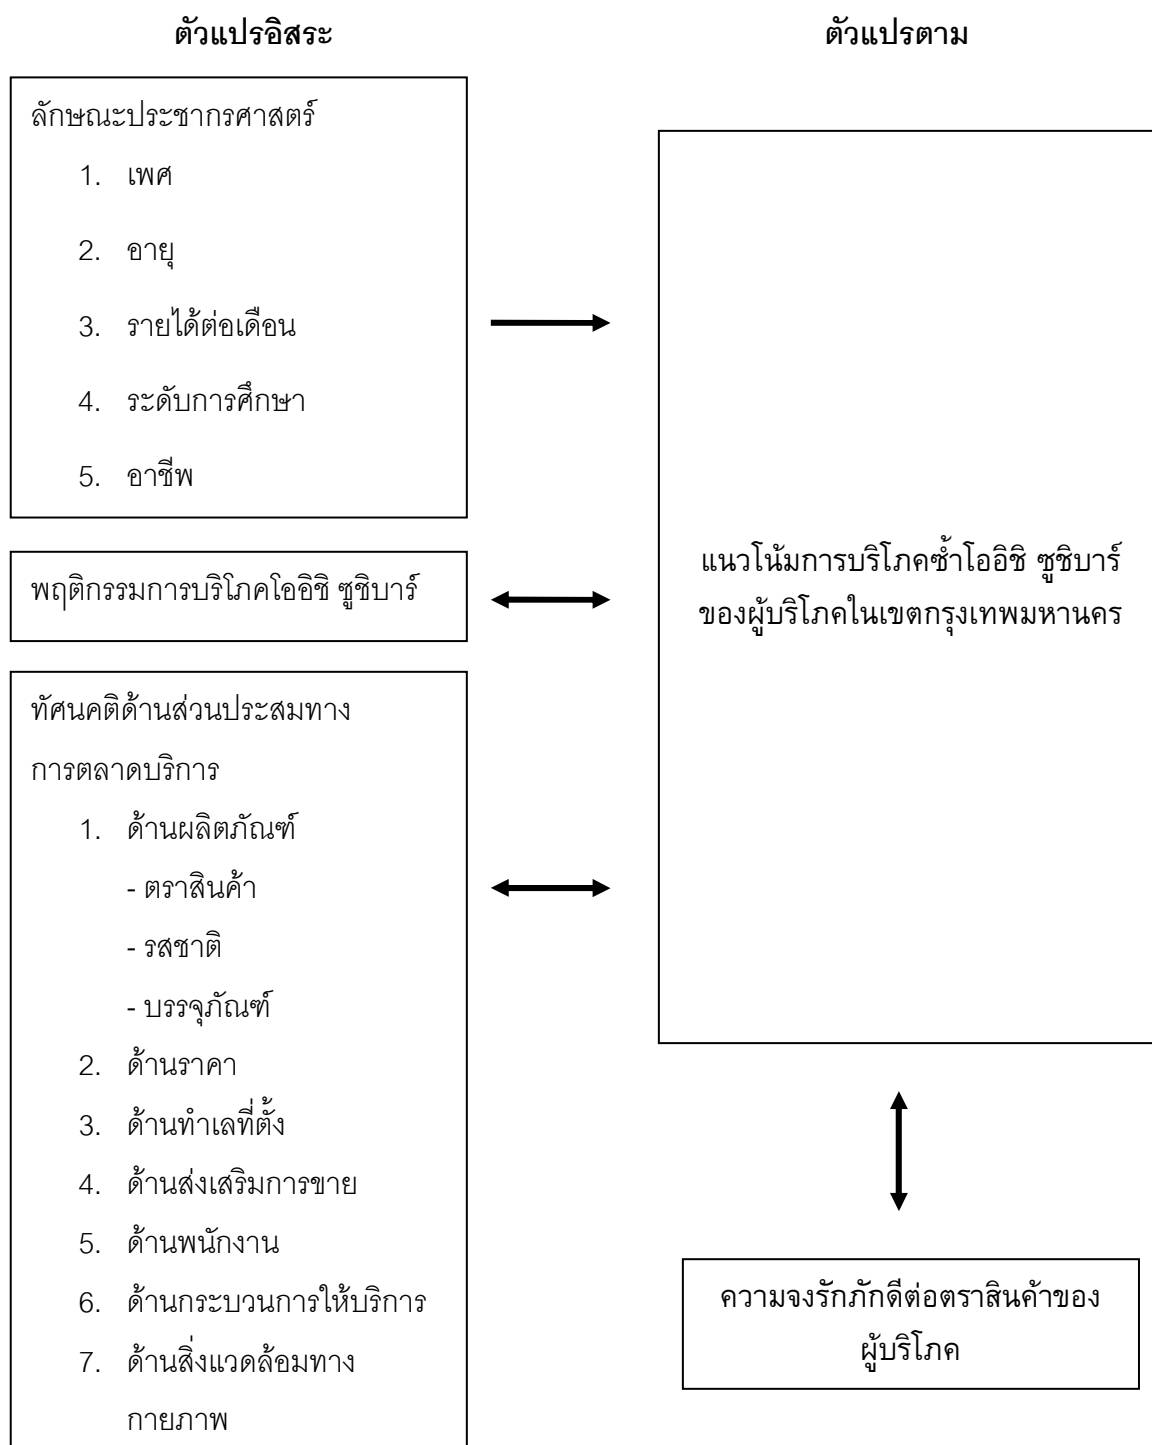 ตัวแปรอิสระ
ตัวแปรตาม
ลักษณะประชากรศาสตร์
1. เพศ
2. อายุ
3. รายได้ต่อเดือน
4. ระดับการศึกษา
5. อาชีพ
พฤติกรรมการบริโภคโออิชิ ซูชิบาร์
ทัศนคติด้านส่วนประสมทาง
การตลาดบริการ
1. ด้านผลิตภัณฑ์
- ตราสินค้า
- รสชาติ
- บรรจุภัณฑ์
2. ด้านราคา
3. ด้านทำเลที่ตั้ง
4. ด้านส่งเสริมการขาย
5. ด้านพนักงาน
6. ด้านกระบวนการให้บริการ
7. ด้านสิ่งแวดล้อมทาง
กายภาพ
แนวโน้มการบริโภคซ้ำโออิชิ ซูชิบาร์
ของผู้บริโภคในเขตกรุงเทพมหานคร
ความจงรักภักดีต่อตราสินค้าของ
ผู้บริโภค